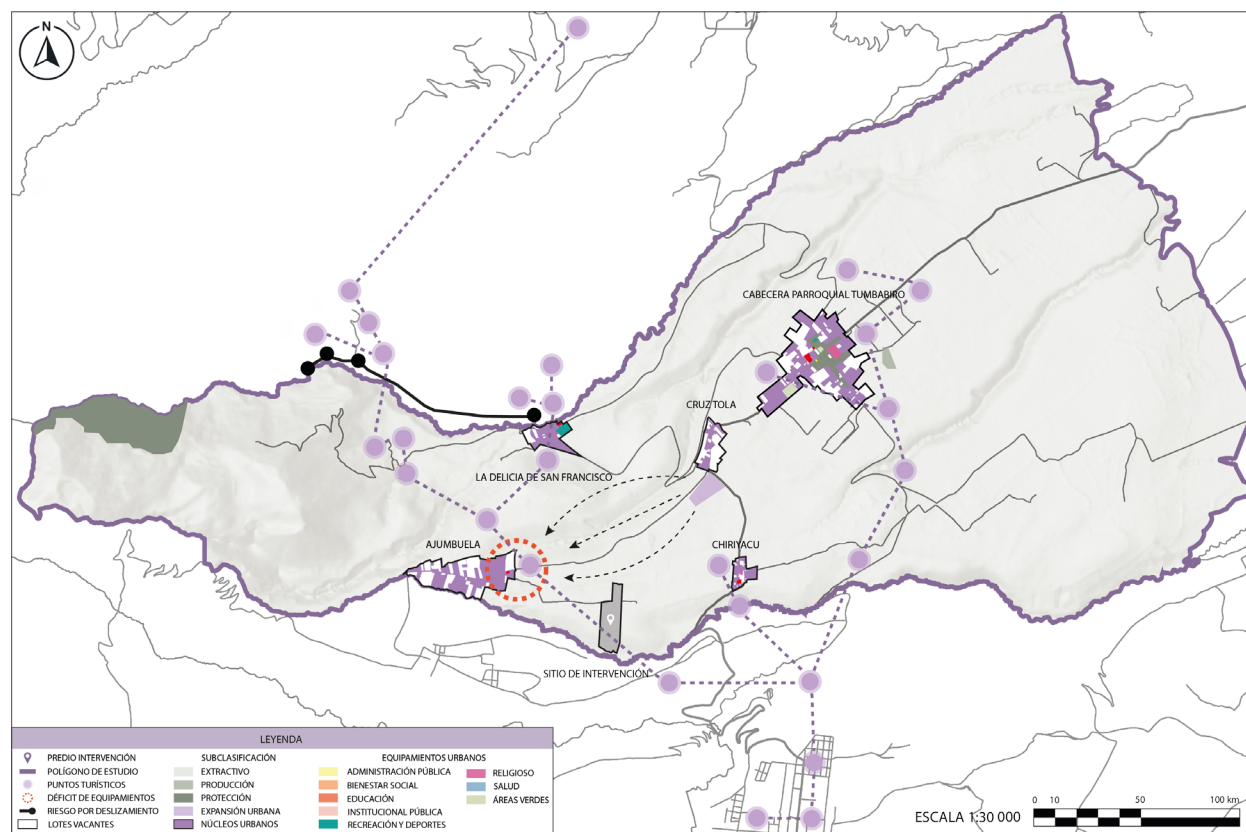 N
CABECERA PARROQUIAL TUMBABIRO
CRUZ TOLA
LA DELICIA DE SAN FRANCISCO
AJUMBUELA
CHIRIYACU
SITIO DE INTERVENCIÓN
LEYENDA
PREDIO INTERVENCIÓN
POLÍGONO DE ESTUDIO
PUNTOS TURÍSTICOS
DÉFICIT DE EQUIPAMIENTOS
RIESGO POR DESLIZAMIENTO
LOTES VACANTES
SUBCLASIFICACIÓN
EXTRACTIVO
PRODUCCIÓN
PROTECCIÓN
EXPANSIÓN URBANA
NÚCLEOS URBANOS
EQUIPAMIENTOS URBANOS
ADMINISTRACIÓN PÚBLICA
BIENESTAR SOCIAL
EDUCACIÓN
INSTITUCIONAL PÚBLICA
RECREACIÓN Y DEPORTES
RELIGIOSO
SALUD
ÁREAS VERDES
ESCALA 1:30 000
0 10 50 100 km